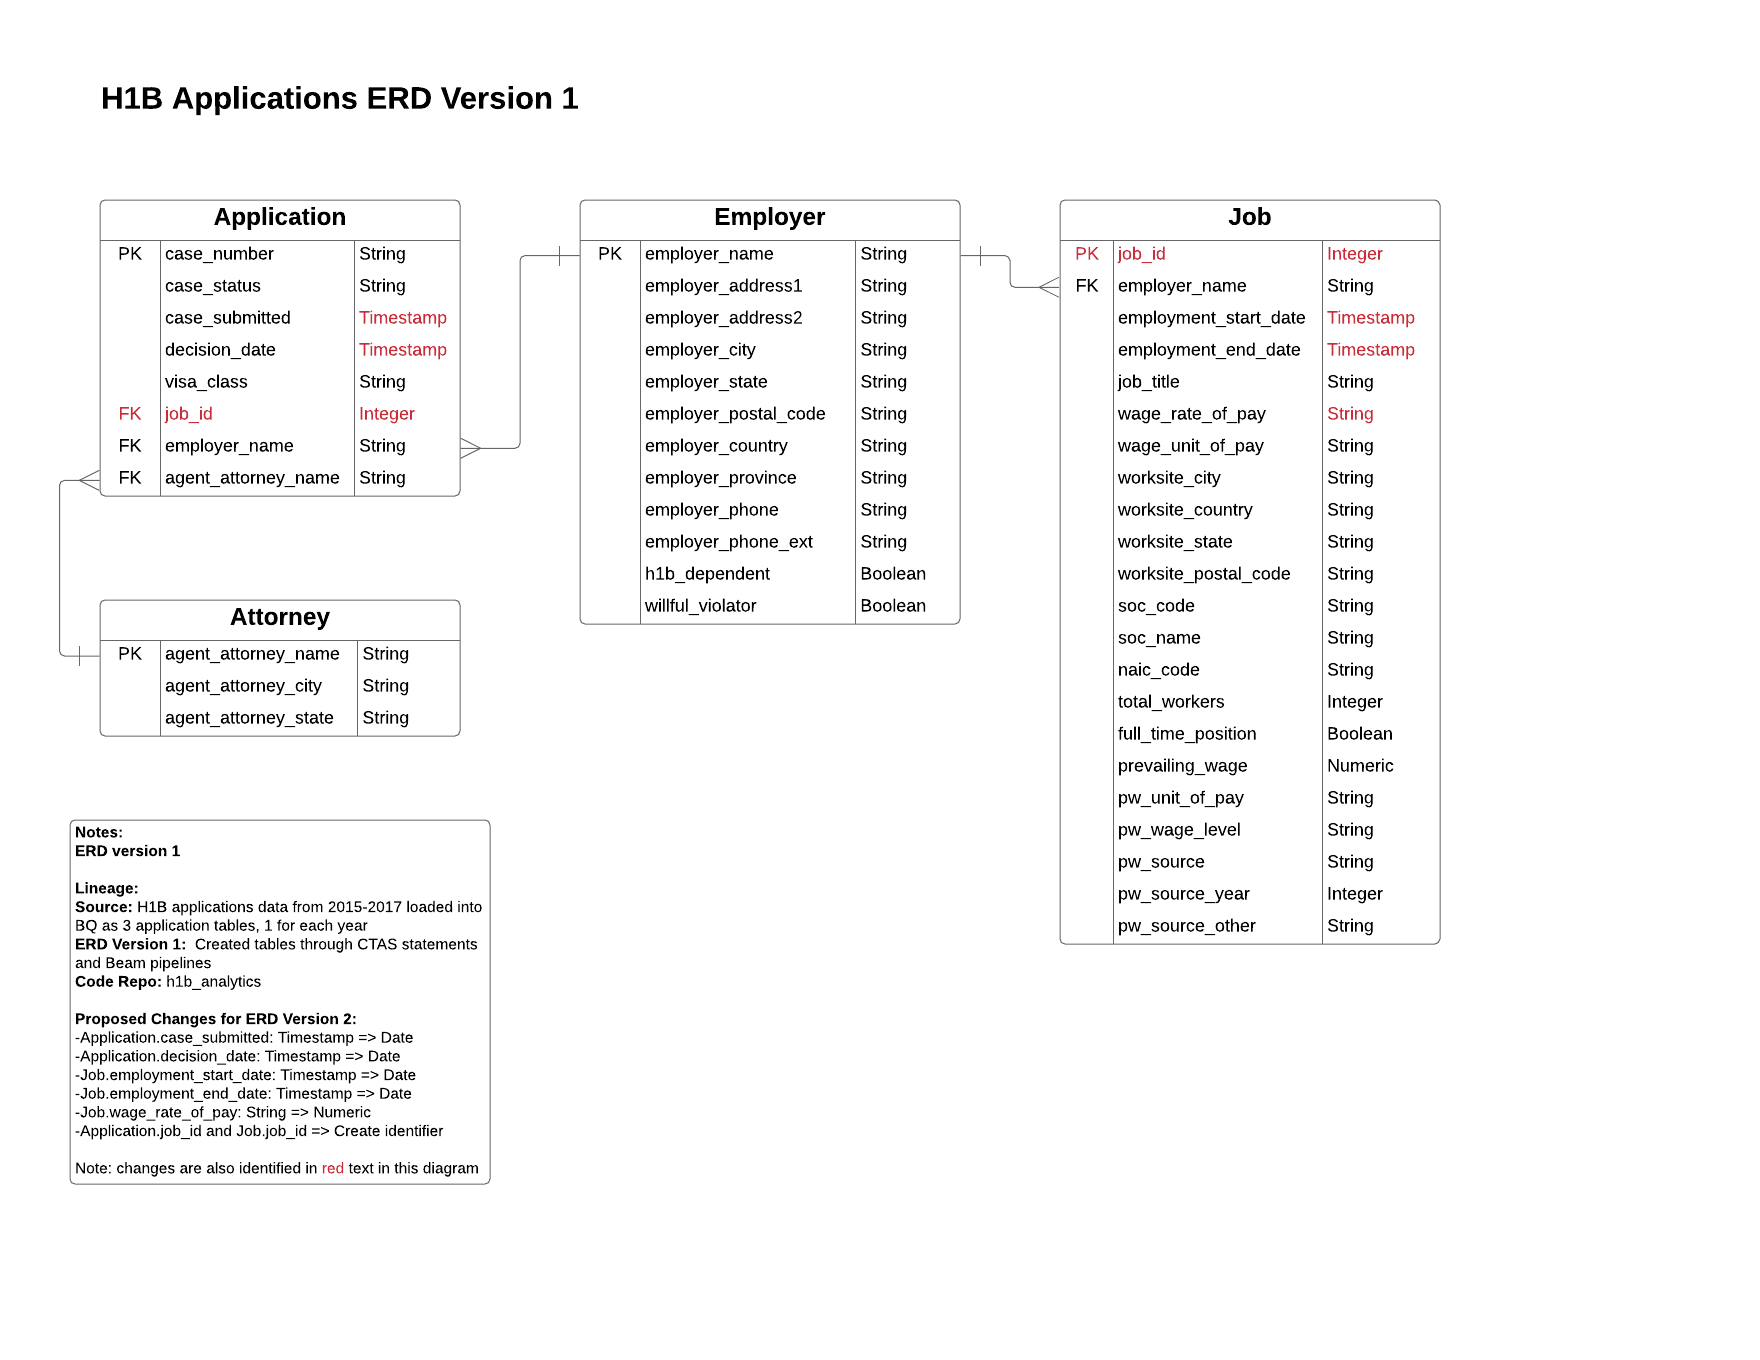 H1B Applications ERD Version 1
Application
PK case_number String
case_status String
case_submitted Timestamp
decision_date Timestamp
visa_class String
FK job_id Integer
FK employer_name String
FK agent_attorney_name String
Employer
PK employer_name String
employer_address1 String
employer_address2 String
employer_city String
employer_state String
employer_postal_code String
employer_country String
employer_province String
employer_phone String
employer_phone_ext String
h1b_dependent Boolean
willful_violator Boolean
Job
PK job_id Integer
FK employer_name String
employment_start_date Timestamp
employment_end_date Timestamp
job_title String
wage_rate_of_pay String
wage_unit_of_pay String
worksite_city String
worksite_country String
worksite_state String
worksite_postal_code String
soc_code String
soc_name String
naic_code String
total_workers Integer
full_time_position Boolean
prevailing_wage Numeric
pw_unit_of_pay String
pw_wage_level String
pw_source String
pw_source_year Integer
pw_source_other String
Attorney
PK agent_attorney_name String
agent_attorney_city String
agent_attorney_state String
Notes:
ERD version 1
Lineage:
Source: H1B applications data from 2015-2017 loaded into
BQ as 3 application tables, 1 for each year
ERD Version 1: Created tables through CTAS statements
and Beam pipelines
Code Repo: h1b_analytics
Proposed Changes for ERD Version 2:
-Application.case_submitted: Timestamp => Date
-Application.decision_date: Timestamp => Date
-Job.employment_start_date: Timestamp => Date
-Job.employment_end_date: Timestamp => Date
-Job.wage_rate_of_pay: String => Numeric
-Application.job_id and Job.job_id => Create identifier
Note: changes are also identified in red text in this diagram